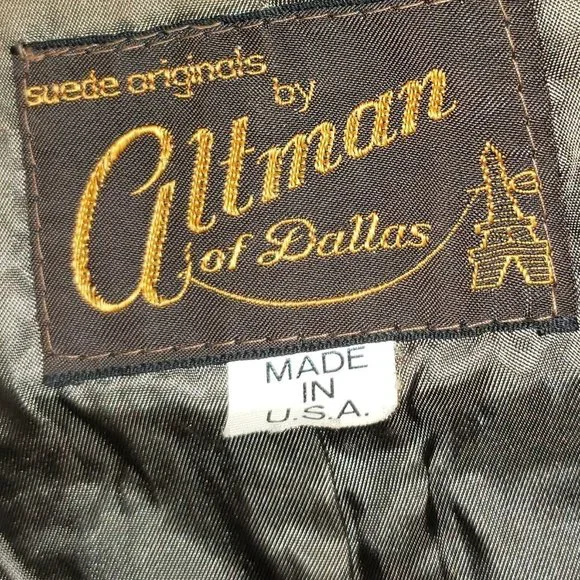 suede originals
by
altman
of Dallas
MADE
IN
U.S.A.